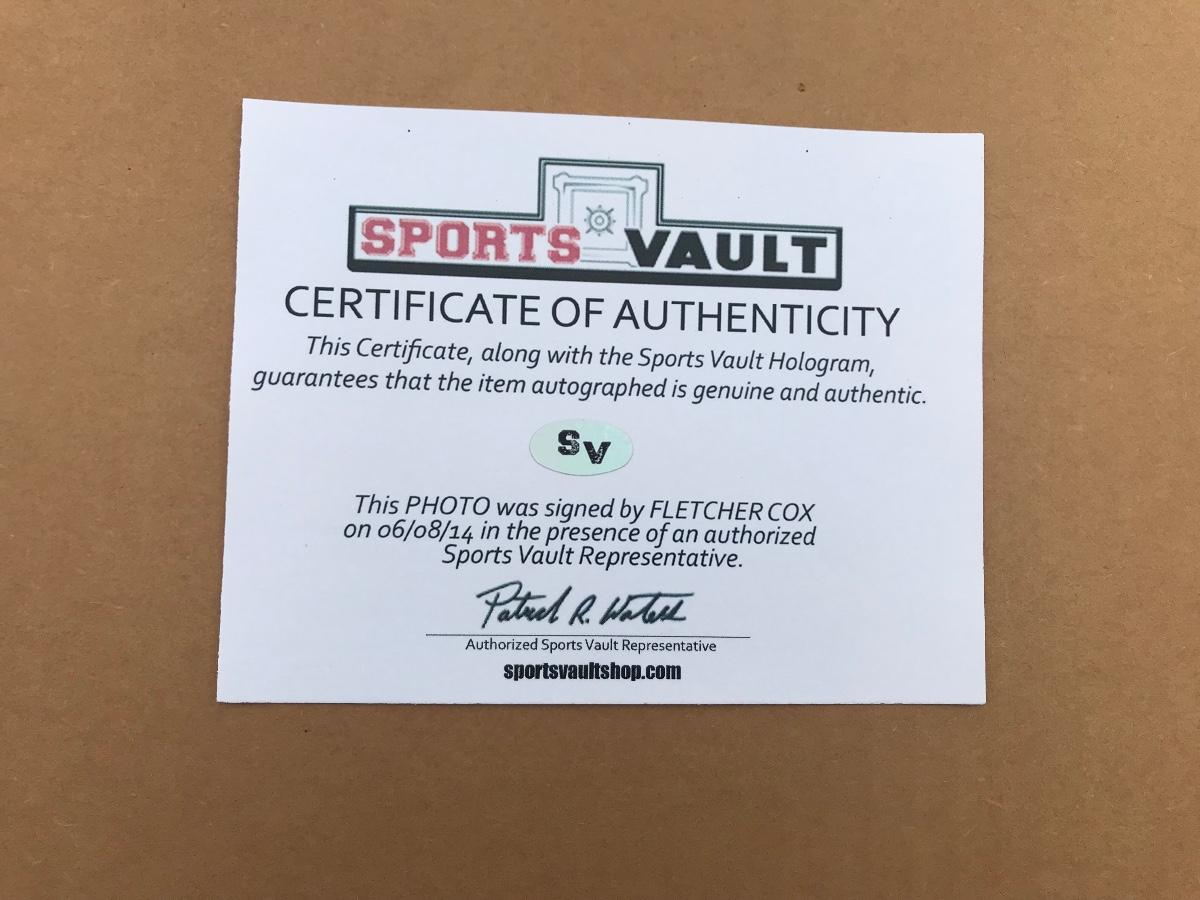 SPORTS VAULT
CERTIFICATE OF AUTHENTICITY
This Certificate, along with the Sports Vault Hologram,
guarantees that the item autographed is genuine and authentic.
SV
This PHOTO was signed by FLETCHER COX
on 06/08/14 in the presence of an authorized
Sports Vault Representative.
Patrick R. Waters
Authorized Sports Vault Representative
sportsvaultshop.com